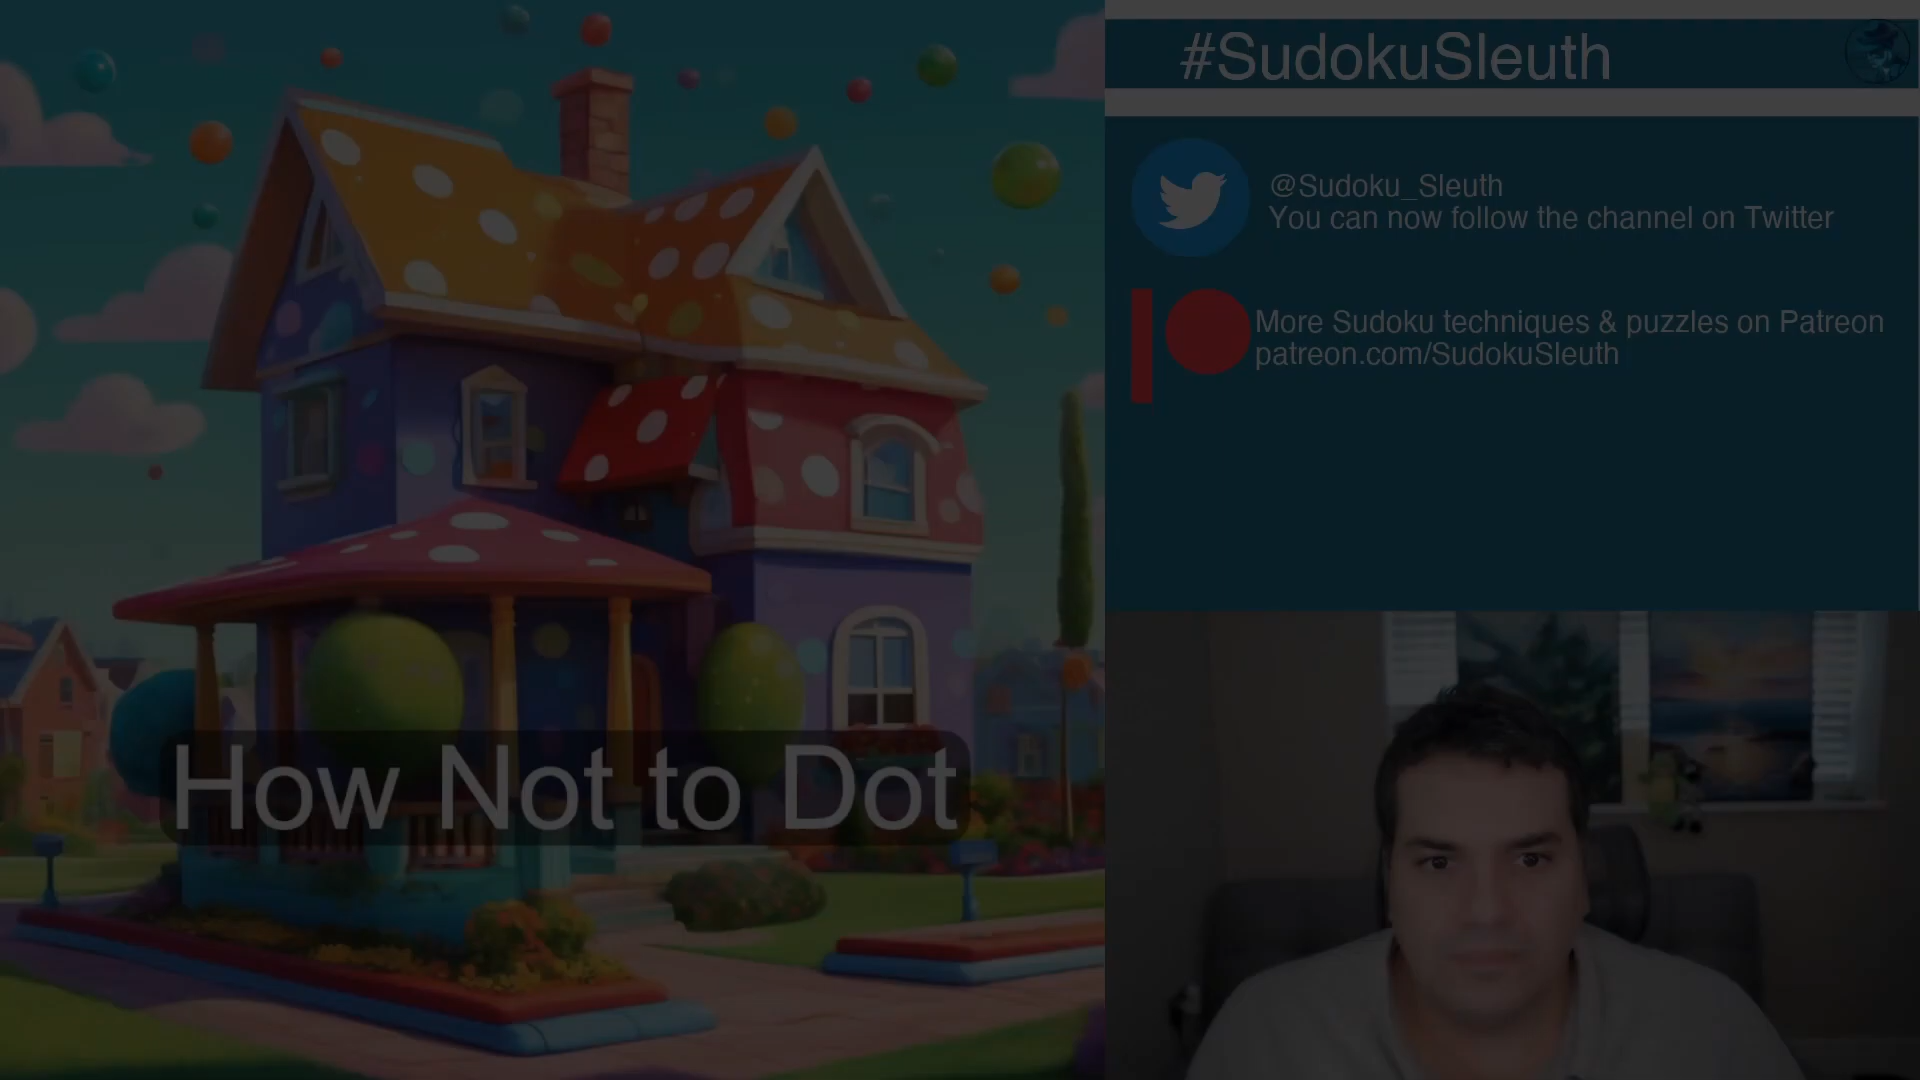 #SudokuSleuth
@Sudoku_Sleuth
You can now follow the channel on Twitter
More Sudoku techniques & puzzles on Patreon
patreon.com/SudokuSleuth
How Not to Dot